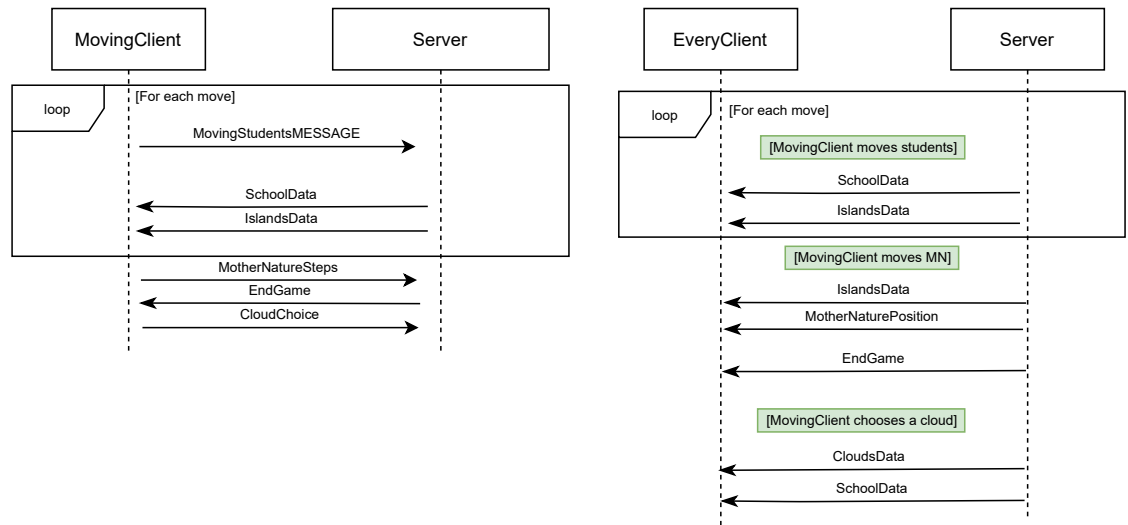 MovingClient
Server
loop
[For each move]
MovingStudentsMESSAGE
SchoolData
IslandsData
MotherNatureSteps
EndGame
CloudChoice
EveryClient
Server
loop
[For each move]
[MovingClient moves students]
SchoolData
IslandsData
[MovingClient moves MN]
IslandsData
MotherNaturePosition
EndGame
[MovingClient chooses a cloud]
CloudsData
SchoolData